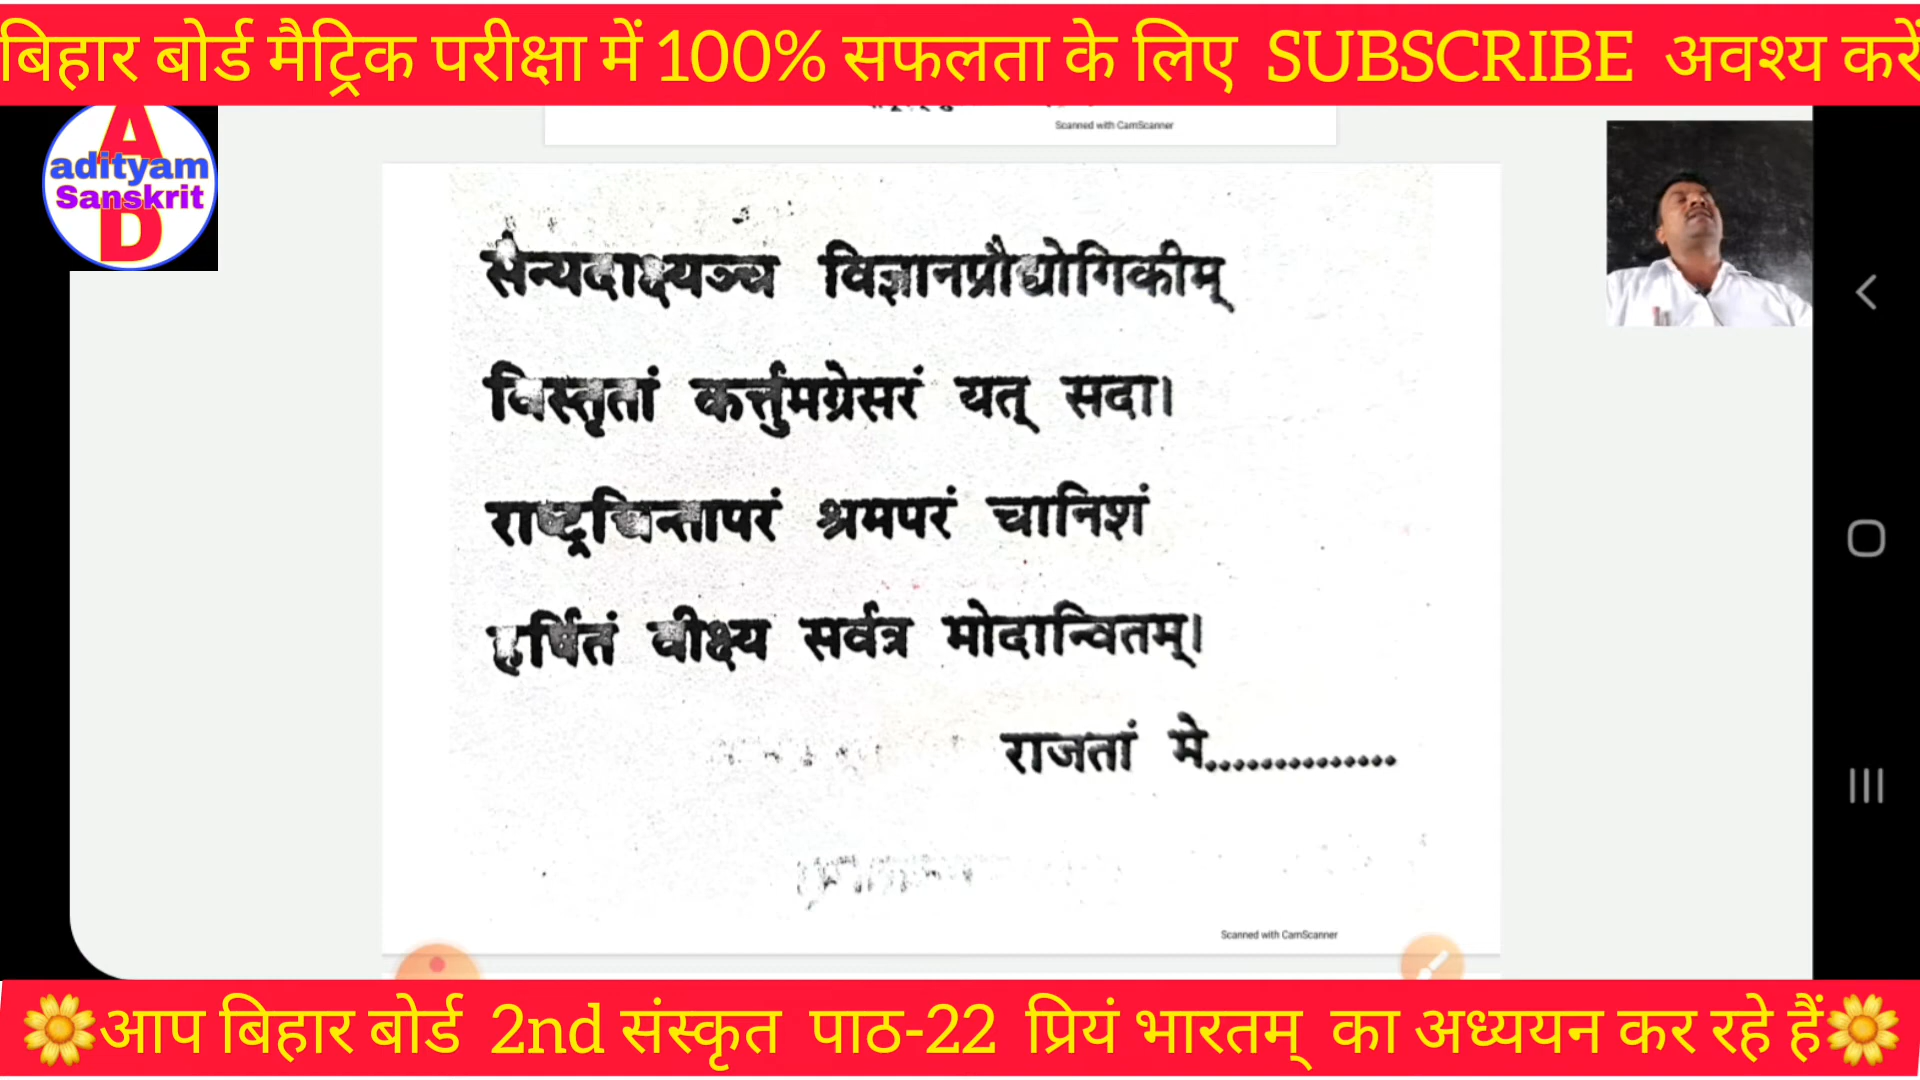 बिहार बोर्ड मैट्रिक परीक्षा में 100% सफलता के लिए SUBSCRIBE अवश्य करें
A
adityam
Sanskrit
D
Scanned with CamScanner
सैन्यदाक्ष्यञ्च विज्ञानप्रौद्योगिकीम्
विस्तृतां कर्त्तुमग्रेसरं यत् सदा।
राष्ट्रचिन्तापरं श्रमपरं चानिशं
हर्षितं वीक्ष्य सर्वत्र मोदान्वितम्।
राजतां मे..............
Scanned with CamScanner
आप बिहार बोर्ड 2nd संस्कृत पाठ-22 प्रियं भारतम् का अध्ययन कर रहे हैं